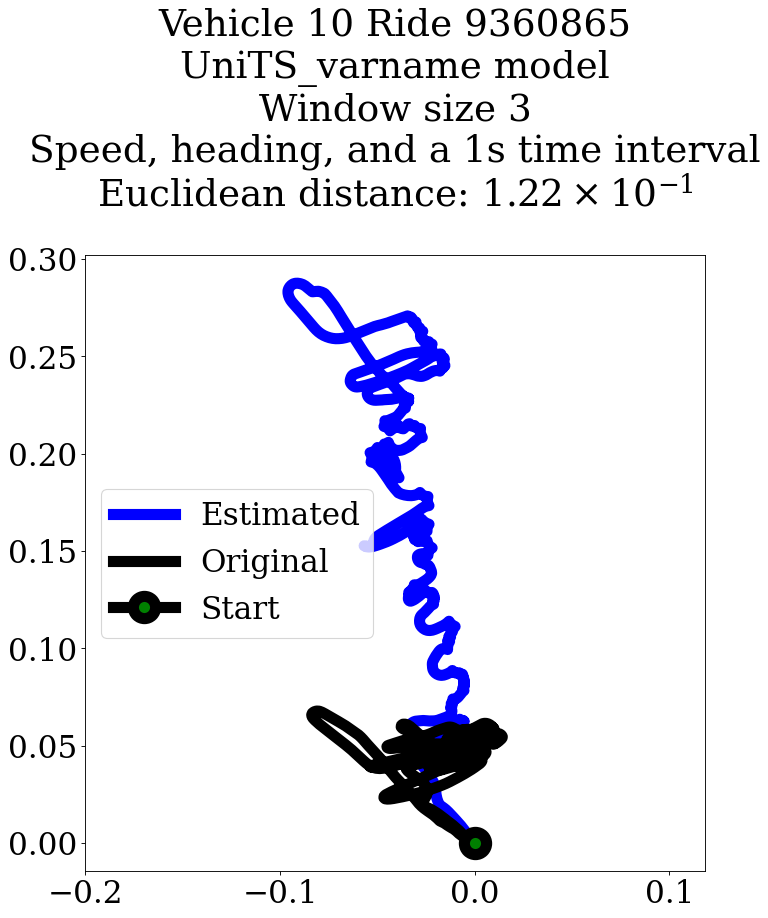 Vehicle 10 Ride 9360865
UniTS_varname model
Window size 3
Speed, heading, and a 1s time interval
Euclidean distance: 1.22 × 10⁻¹
0.30
0.25
0.20
0.15
0.10
0.05
0.00
Estimated
Original
Start
−0.2
−0.1
0.0
0.1